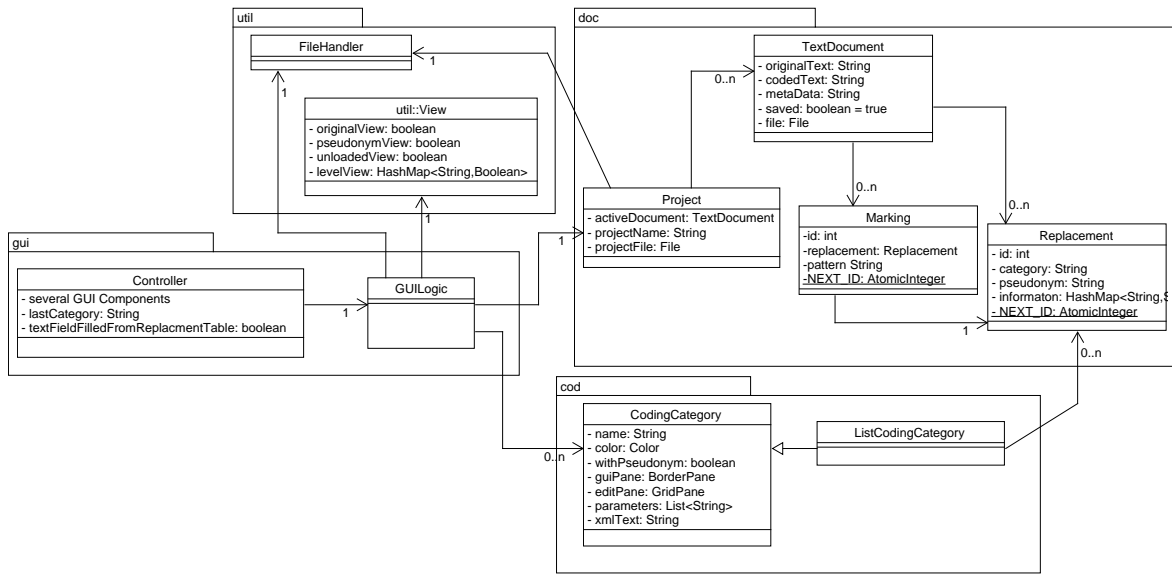 util
FileHandler
1
1
util::View
- originalView: boolean
- pseudonymView: boolean
- unloadedView: boolean
- levelView: HashMap<String,Boolean>
1
gui
Controller
- several GUI Components
- lastCategory: String
- textFieldFilledFromReplacmentTable: boolean
1
GUILogic
doc
TextDocument
- originalText: String
- codedText: String
- metaData: String
- saved: boolean = true
- file: File
0..n
0..n
0..n
Project
- activeDocument: TextDocument
- projectName: String
- projectFile: File
1
Marking
-id: int
-replacement: Replacement
-pattern String
-NEXT_ID: AtomicInteger
1
Replacement
- id: int
- category: String
- pseudonym: String
- informaton: HashMap<String,S
- NEXT_ID: AtomicInteger
0..n
cod
CodingCategory
- name: String
- color: Color
- withPseudonym: boolean
- guiPane: BorderPane
- editPane: GridPane
- parameters: List<String>
- xmlText: String
0..n
ListCodingCategory